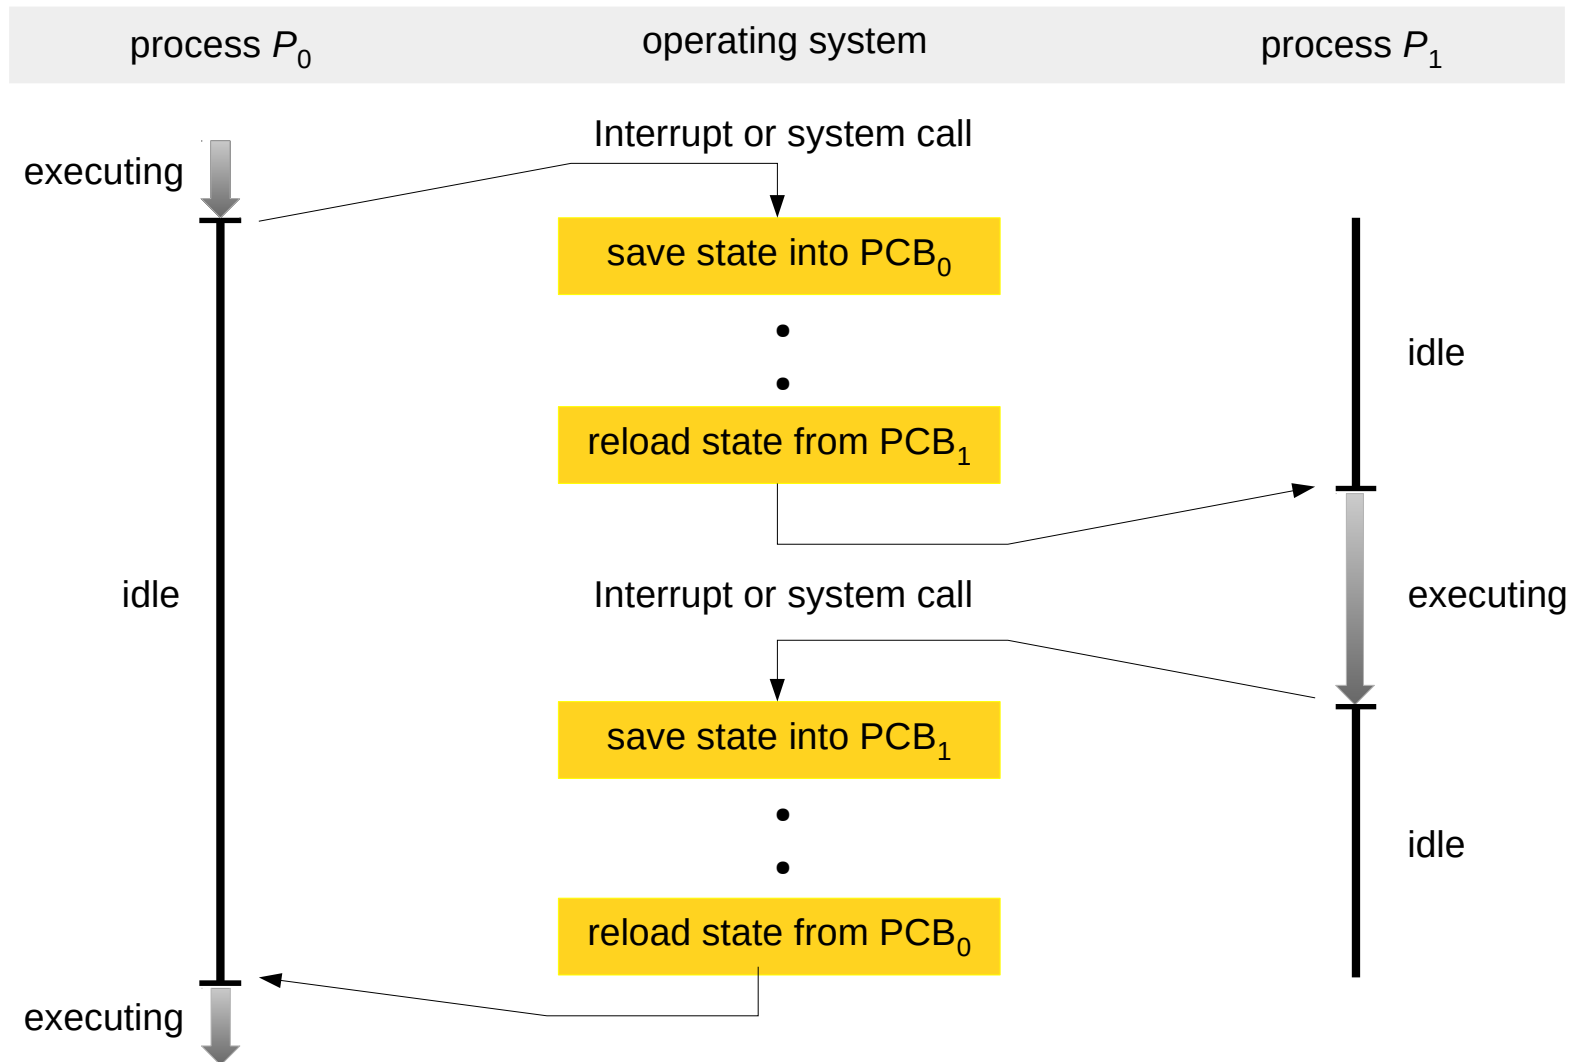 process P₀ operating system process P₁
Interrupt or system call
executing
save state into PCB₀
idle
reload state from PCB₁
idle
Interrupt or system call
executing
save state into PCB₁
idle
reload state from PCB₀
executing